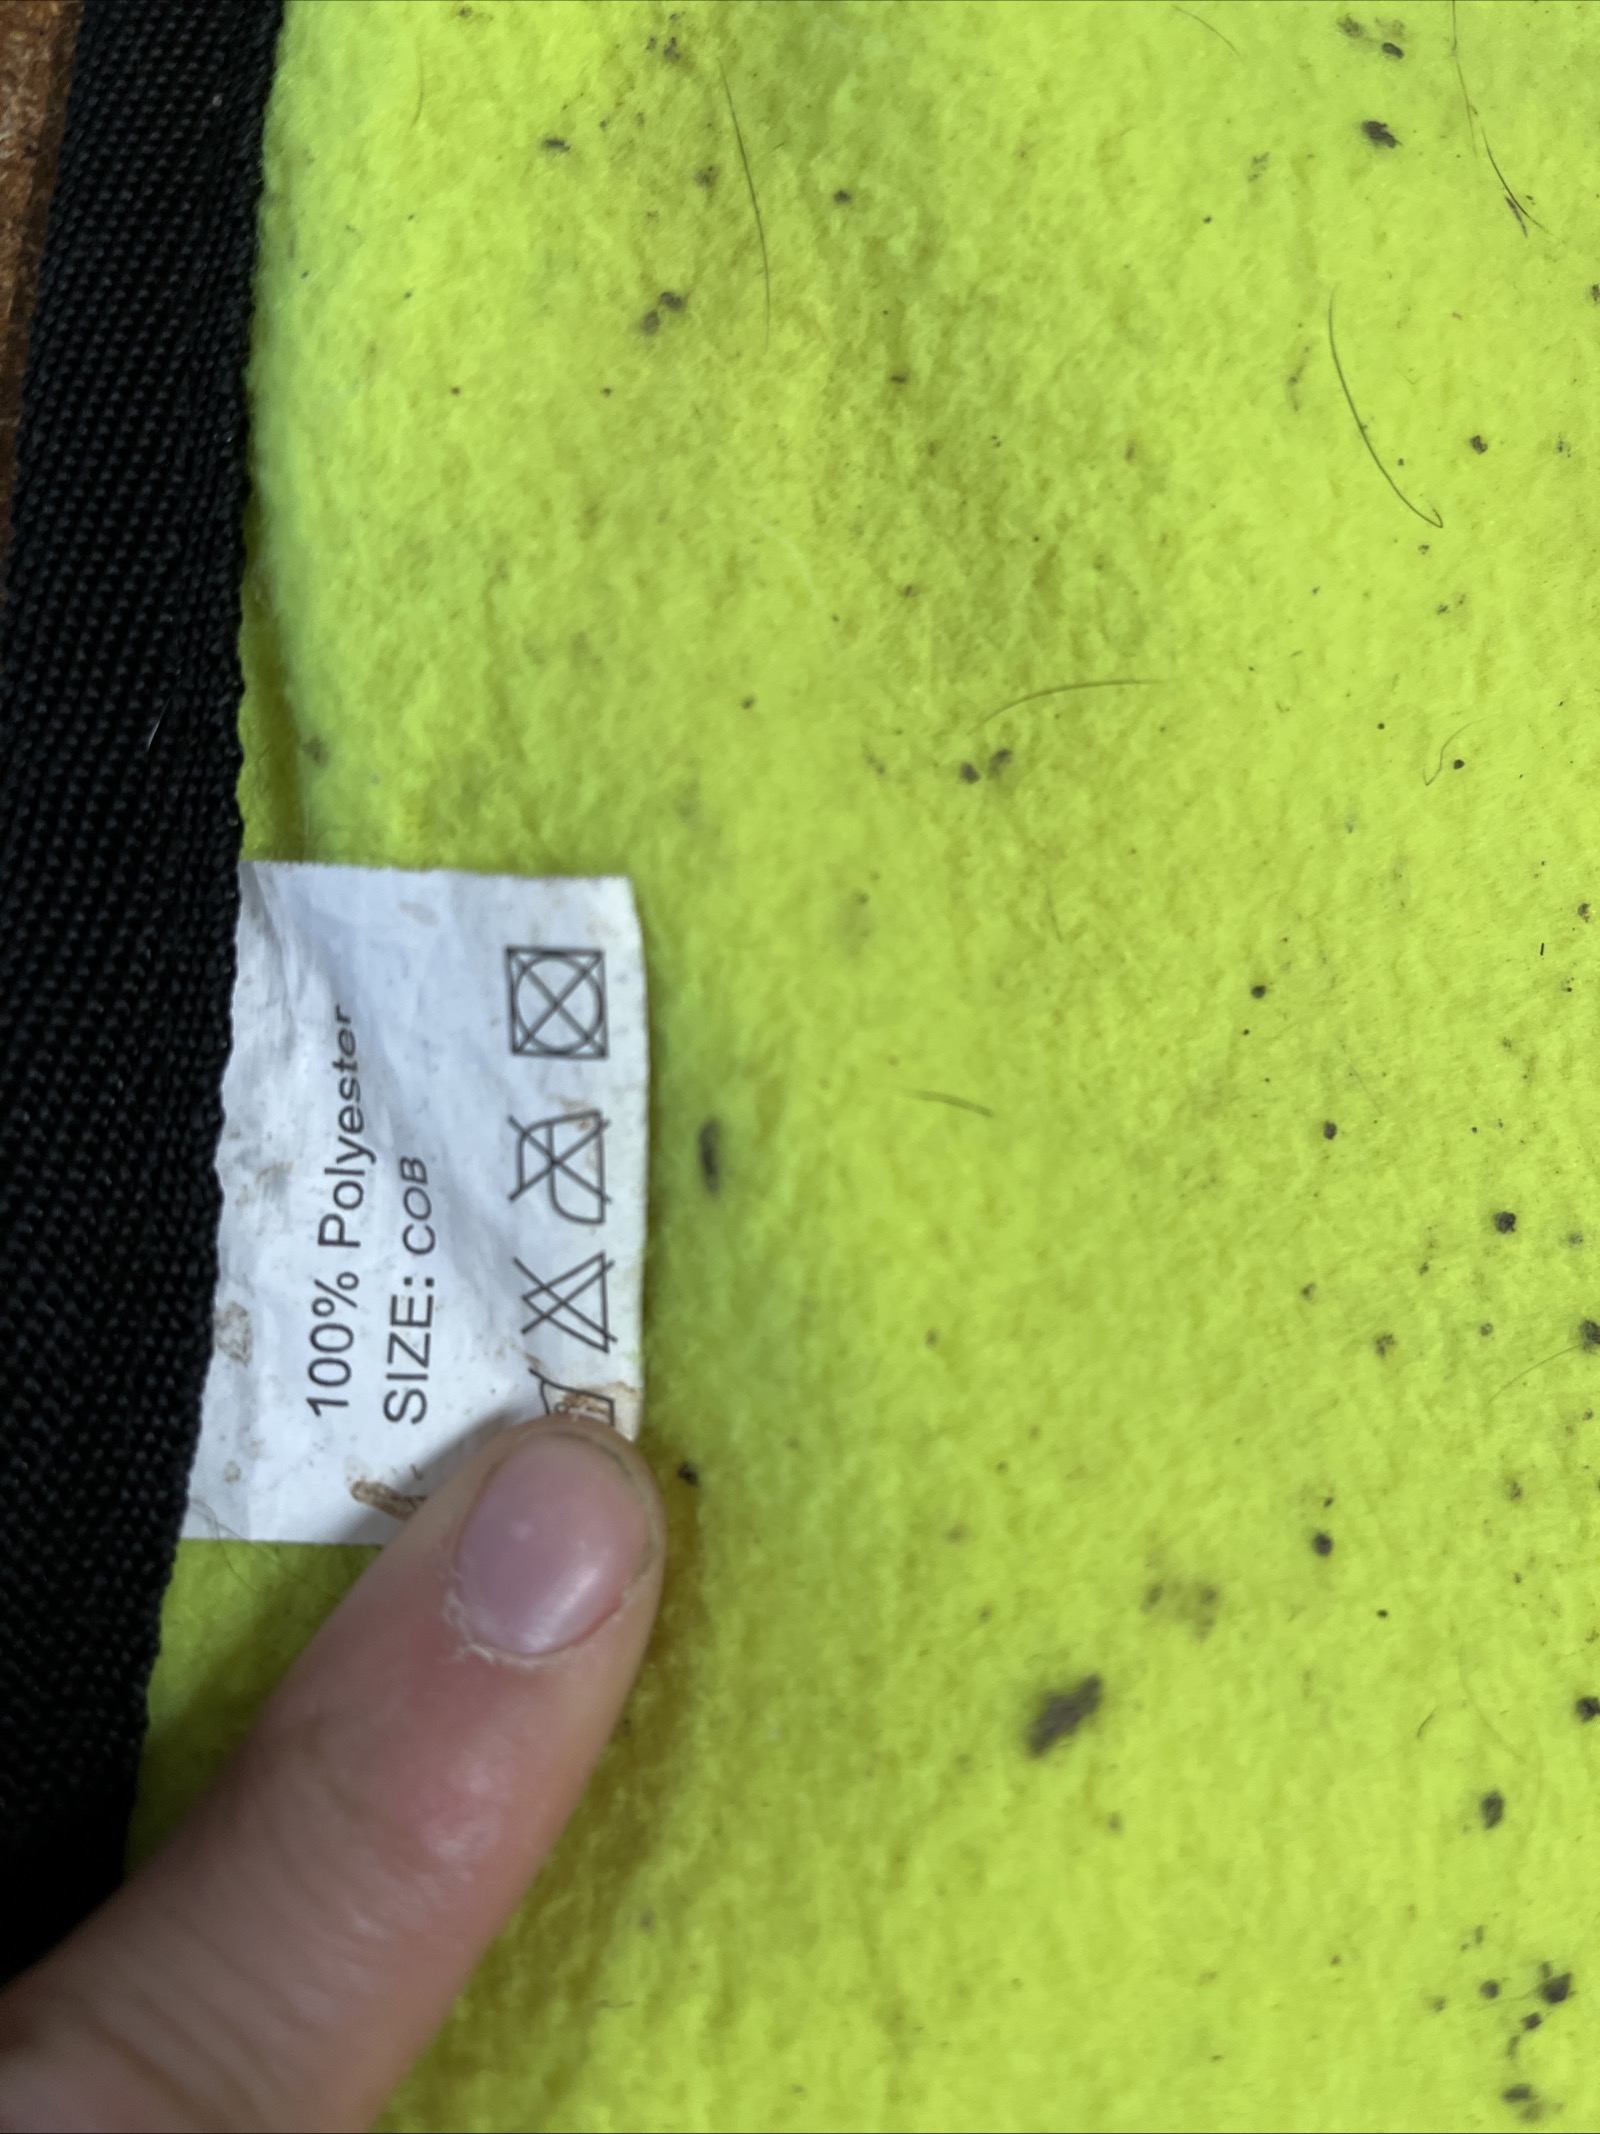 100% Polyester
SIZE: COB